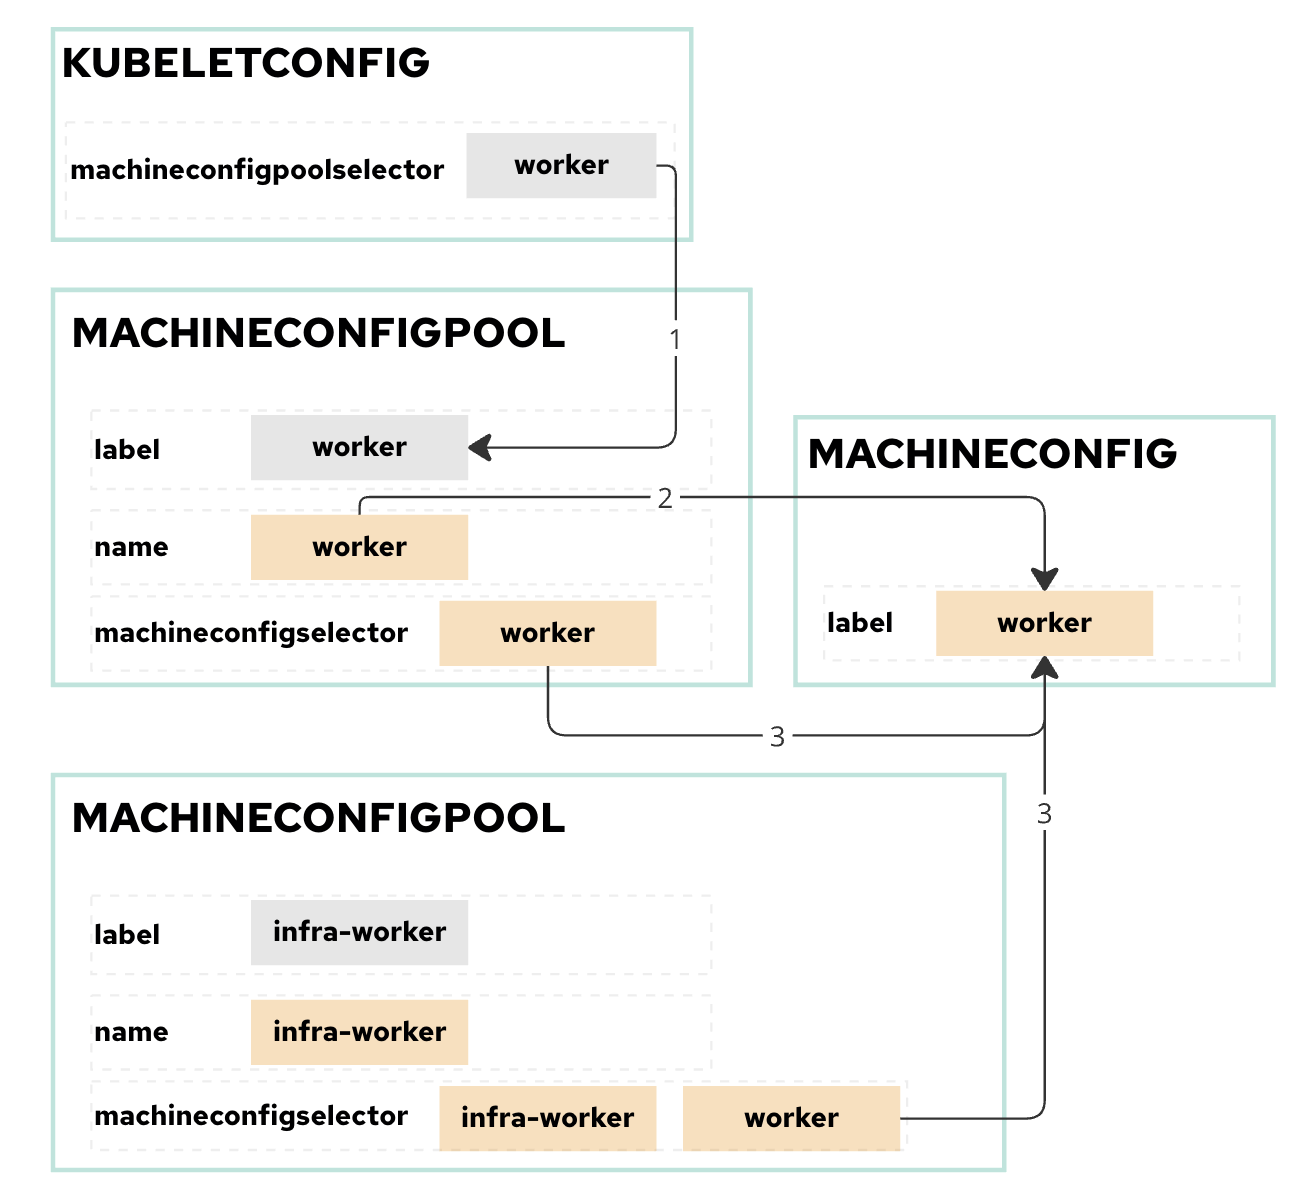 KUBELETCONFIG
machineconfigpoolselector worker
1
MACHINECONFIGPOOL
label worker
2
name worker
machineconfigselector worker
MACHINECONFIG
label worker
3
3
MACHINECONFIGPOOL
label infra-worker
name infra-worker
machineconfigselector infra-worker worker